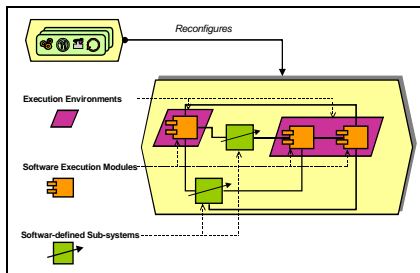 Reconfigures
Execution Environments
Software Execution Modules
Softwar-defined Sub-systems